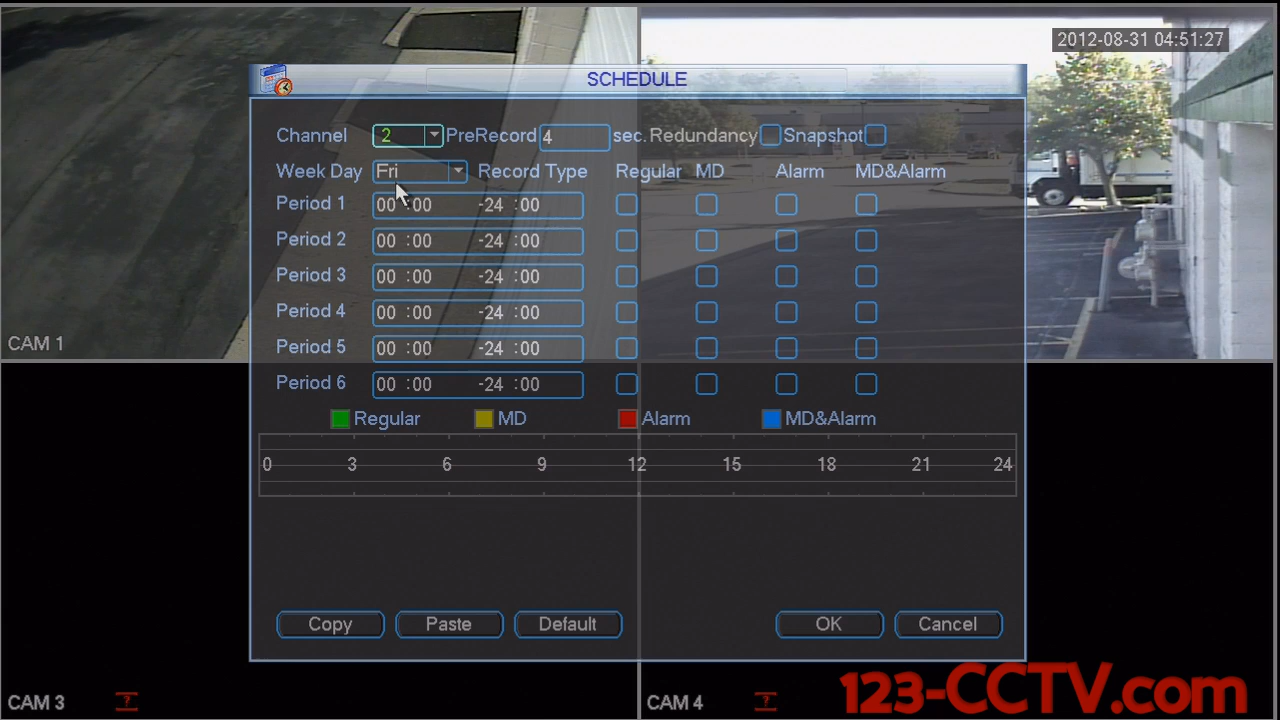 2012-08-31 04:51:27
SCHEDULE
Channel 2 PreRecord 4 sec. Redundancy Snapshot
Week Day Fri Record Type Regular MD Alarm MD&Alarm
Period 1 00 :00 -24 :00
Period 2 00 :00 -24 :00
Period 3 00 :00 -24 :00
Period 4 00 :00 -24 :00
CAM 1
Period 5 00 :00 -24 :00
Period 6 00 :00 -24 :00
Regular MD Alarm MD&Alarm
0 3 6 9 12 15 18 21 24
Copy Paste Default OK Cancel
CAM 3 ? CAM 4 ?
123-CCTV.com